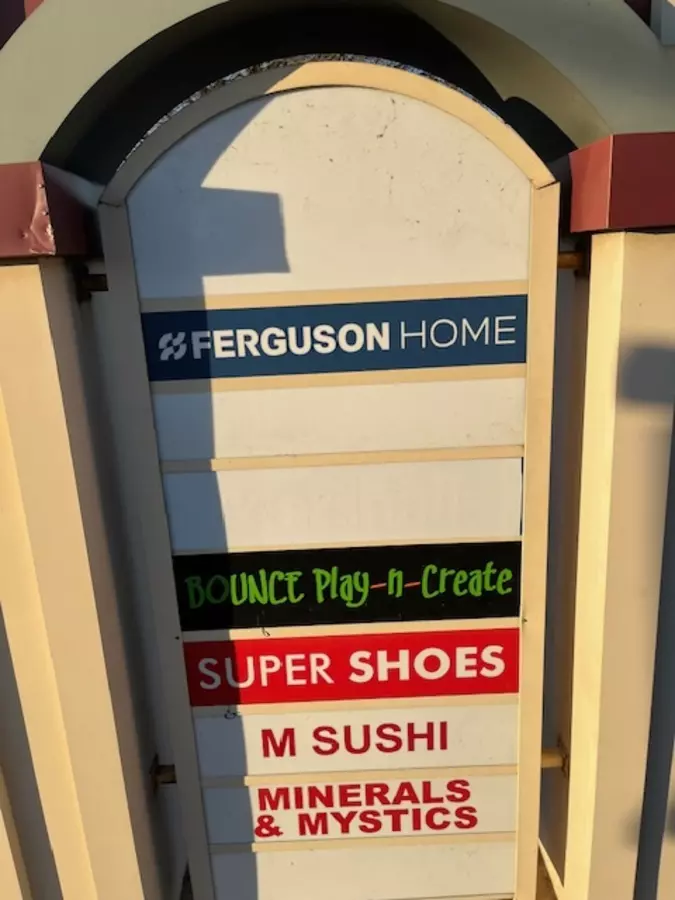 FERGUSON HOME
BOUNCE Play-n-Create
SUPER SHOES
M SUSHI
MINERALS
& MYSTICS